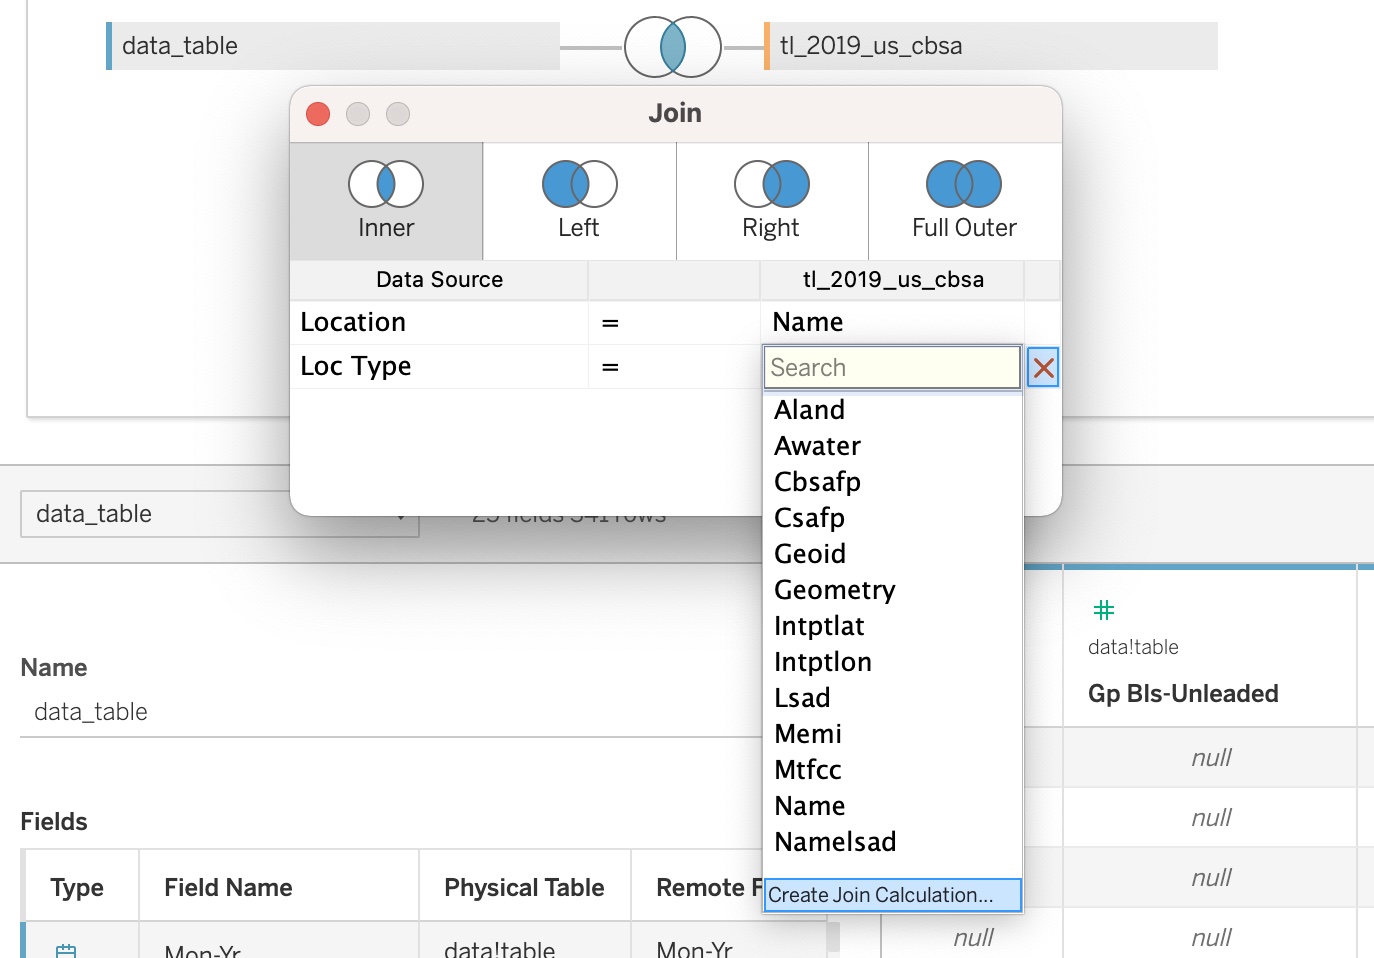 data_table
tl_2019_us_cbsa
Join
Inner
Left
Right
Full Outer
Data Source
tl_2019_us_cbsa
Location = Name
Loc Type =
Search
Aland
Awater
Cbsafp
Csafp
Geoid
Geometry
Intptlat
Intptlon
Lsad
Memi
Mtfcc
Name
Namelsad
Create Join Calculation...
data_table
fields
rows
#
data!table
Gp Bls-Unleaded
null
null
null
null
null
Name
data_table
Fields
Type
Field Name
Physical Table
Remote F
Mon-Yr
data!table
Mon-Yr